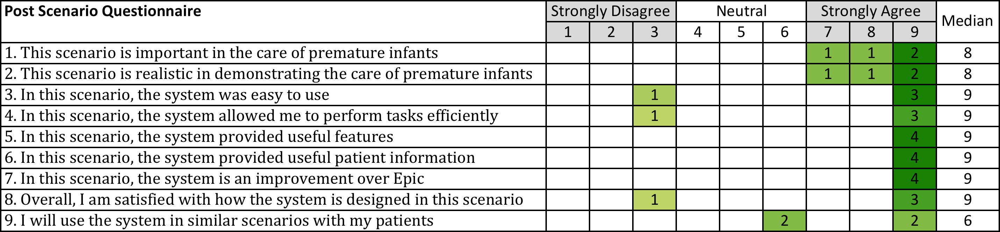 Post Scenario Questionnaire Strongly Disagree Neutral Strongly Agree Median
1 2 3 4 5 6 7 8 9
1. This scenario is important in the care of premature infants 1 1 2 8
2. This scenario is realistic in demonstrating the care of premature infants 1 1 2 8
3. In this scenario, the system was easy to use 1 3 9
4. In this scenario, the system allowed me to perform tasks efficiently 1 3 9
5. In this scenario, the system provided useful features 4 9
6. In this scenario, the system provided useful patient information 4 9
7. In this scenario, the system is an improvement over Epic 4 9
8. Overall, I am satisfied with how the system is designed in this scenario 1 3 9
9. I will use the system in similar scenarios with my patients 2 2 6